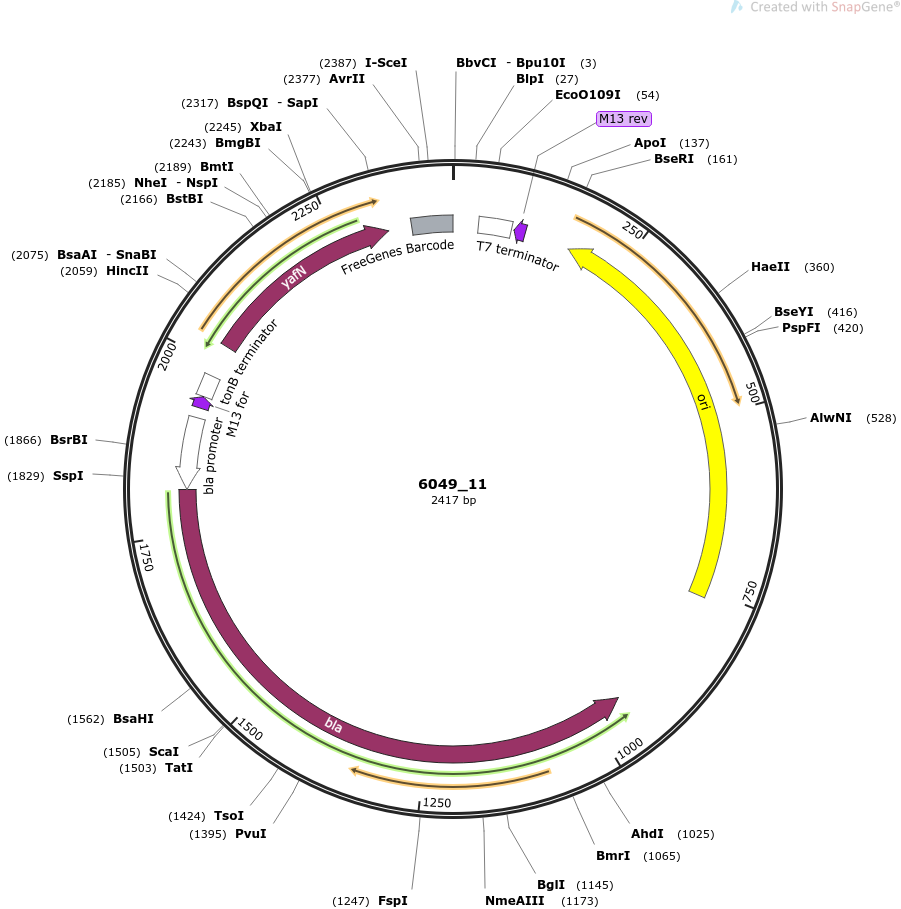 Created with SnapGene®
(2387) I-SceI
BbvCI - Bpu10I (3)
(2377) AvrII
BlpI (27)
EcoO109I (54)
(2317) BspQI - SapI
M13 rev
(2245) XbaI
(2243) BmgBI
ApoI (137)
BseRI (161)
(2189) BmtI
(2185) NheI - NspI
(2166) BstBI
2250
250
FreeGenes Barcode
T7 terminator
(2075) BsaAI - SnaBI
(2059) HincII
HaeII (360)
yafN
BseYI (416)
PspFI (420)
2000
tonB terminator
M13 for
500
ori
AlwNI (528)
(1866) BsrBI
bla promoter
(1829) SspI
6049_11
2417 bp
1750
750
(1562) BsaHI
bla
1500
1000
(1505) ScaI
(1503) TatI
1250
(1424) TsoI
(1395) PvuI
AhdI (1025)
BmrI (1065)
BglI (1145)
(1247) FspI
NmeAIII (1173)